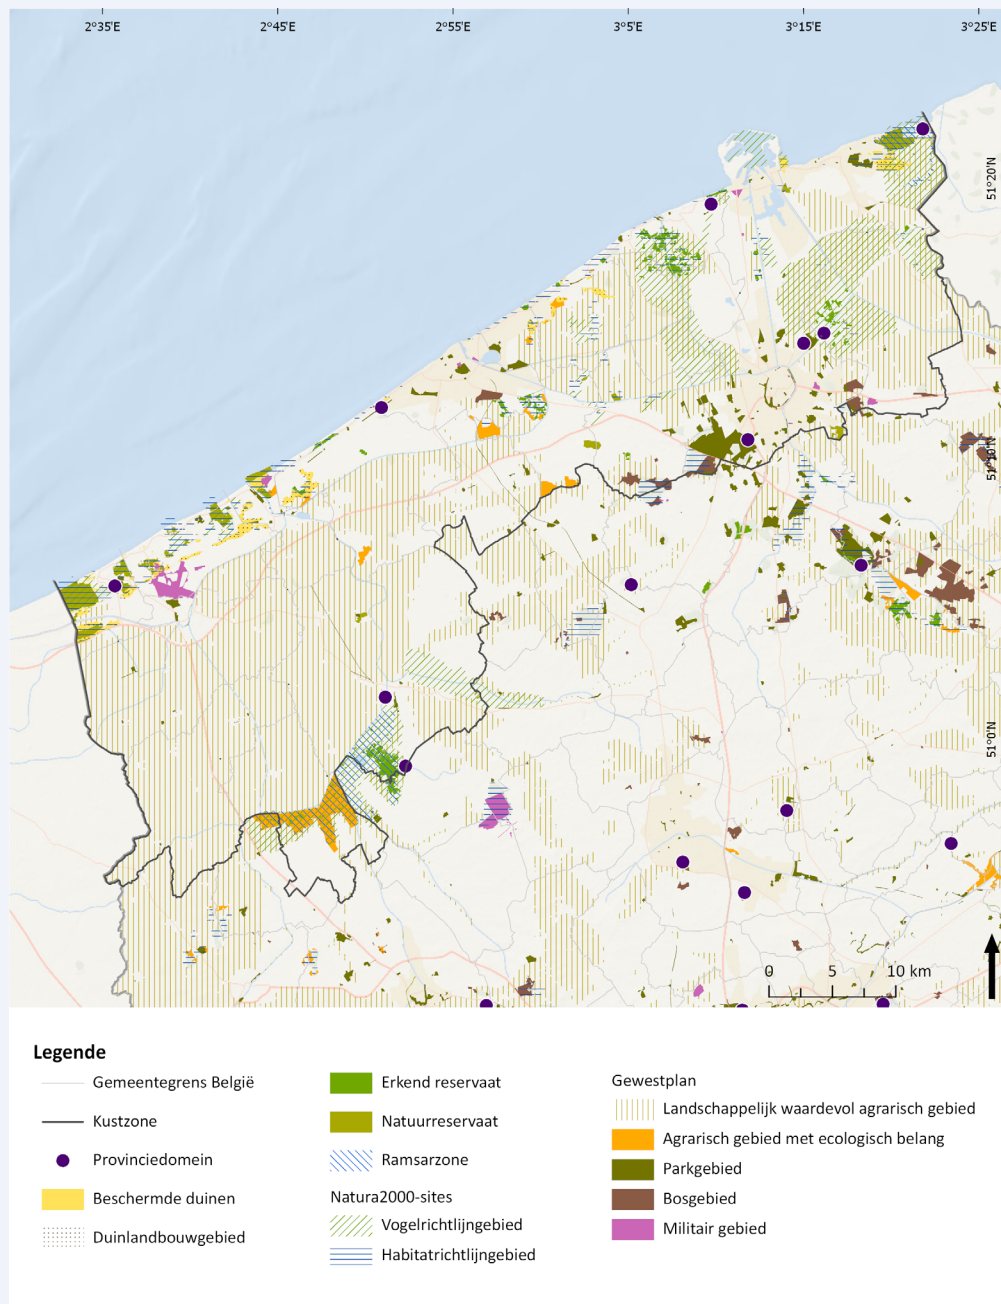 2°35'E 2°45'E 2°55'E 3°5'E 3°15'E 3°25'E
51°20'N
51°10'N
51°0'N
0 5 10 km
Legende
Gemeentegrens België
Kustzone
Provinciedomein
Beschermde duinen
Duinlandbouwgebied
Erkend reservaat
Natuurreservaat
Ramsarzone
Natura2000-sites
Vogelrichtlijngebied
Habitatrichtlijngebied
Gewestplan
Landschappelijk waardevol agrarisch gebied
Agrarisch gebied met ecologisch belang
Parkgebied
Bosgebied
Militair gebied